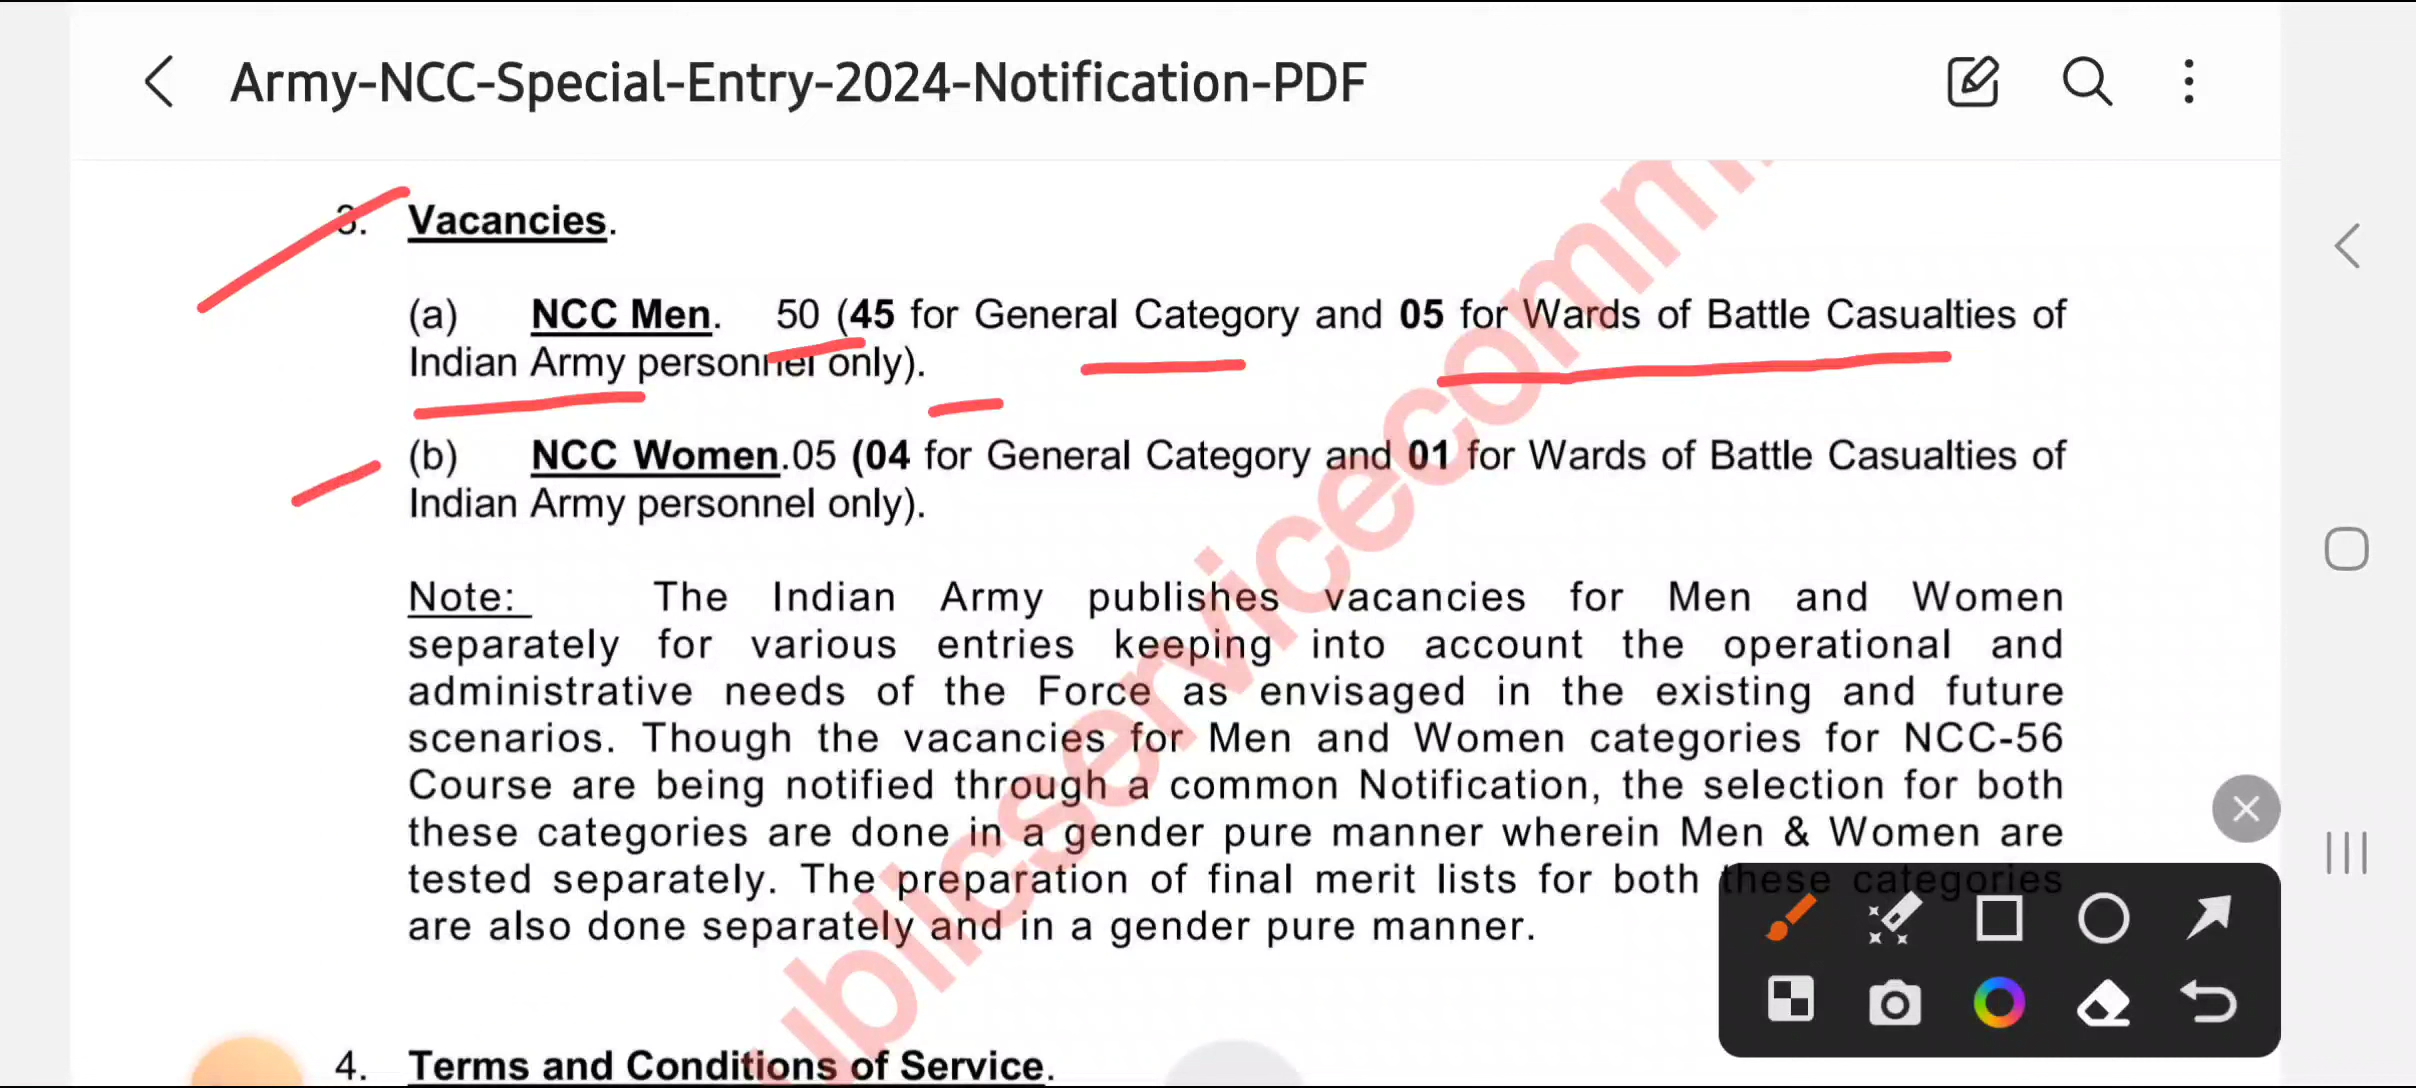 Army-NCC-Special-Entry-2024-Notification-PDF
3. Vacancies.
(a) NCC Men. 50 (45 for General Category and 05 for Wards of Battle Casualties of
Indian Army personnel only).
(b) NCC Women.05 (04 for General Category and 01 for Wards of Battle Casualties of
Indian Army personnel only).
Note: The Indian Army publishes vacancies for Men and Women
separately for various entries keeping into account the operational and
administrative needs of the Force as envisaged in the existing and future
scenarios. Though the vacancies for Men and Women categories for NCC-56
Course are being notified through a common Notification, the selection for both
these categories are done in a gender pure manner wherein Men & Women are
tested separately. The preparation of final merit lists for both these categories
are also done separately and in a gender pure manner.
4. Terms and Conditions of Service.
ublicservicecommi